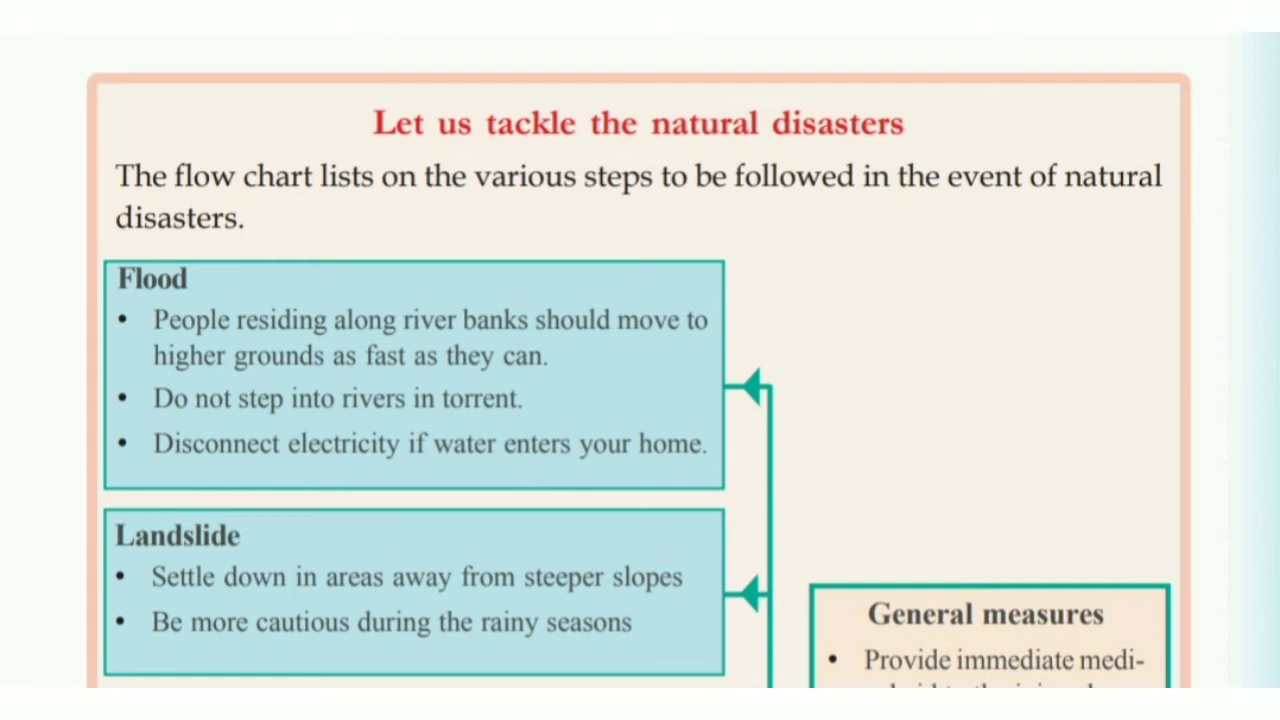 Let us tackle the natural disasters
The flow chart lists on the various steps to be followed in the event of natural
disasters.
Flood
• People residing along river banks should move to
higher grounds as fast as they can.
• Do not step into rivers in torrent.
• Disconnect electricity if water enters your home.
Landslide
• Settle down in areas away from steeper slopes
• Be more cautious during the rainy seasons
General measures
• Provide immediate medi-